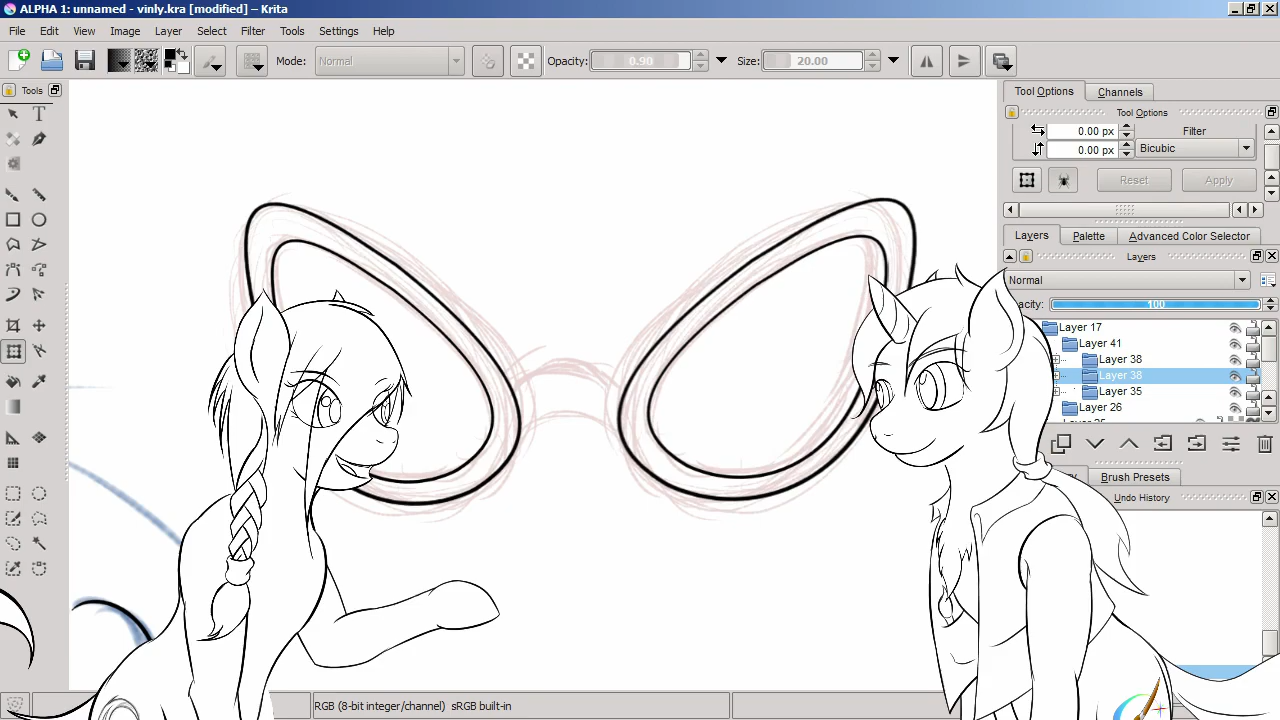 ALPHA 1: unnamed - vinly.kra [modified] – Krita
File Edit View Image Layer Select Filter Tools Settings Help
Mode: Normal Opacity: 0.90 Size: 20.00
Tools
Tool Options Channels
Tool Options
0.00 px Filter
0.00 px Bicubic
Reset Apply
Layers Palette Advanced Color Selector
Layers
Normal
pacity: 100
Layer 17
Layer 41
Layer 38
Layer 38
Layer 35
Layer 26
Brush Presets
Undo History
RGB (8-bit integer/channel) sRGB built-in